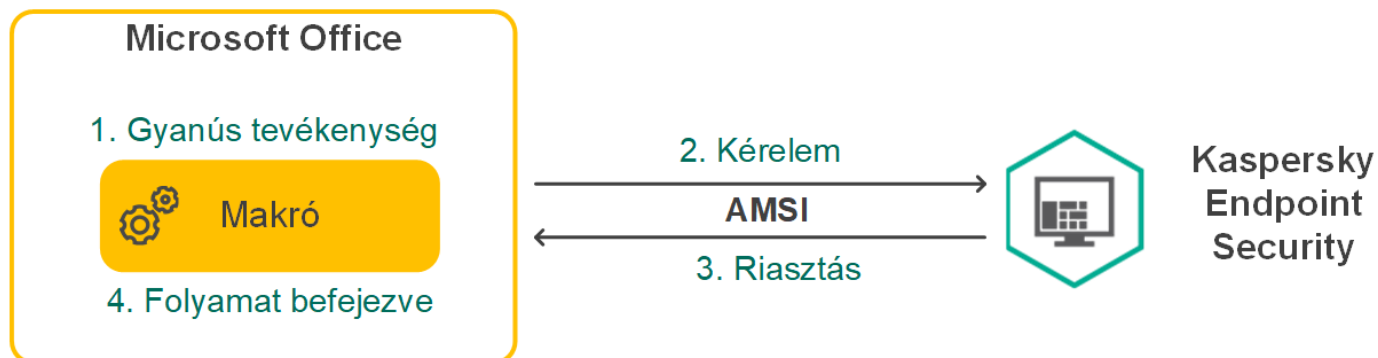 Microsoft Office
1. Gyanús tevékenység
Makró
4. Folyamat befejezve
2. Kérelem
AMSI
3. Riasztás
Kaspersky
Endpoint
Security